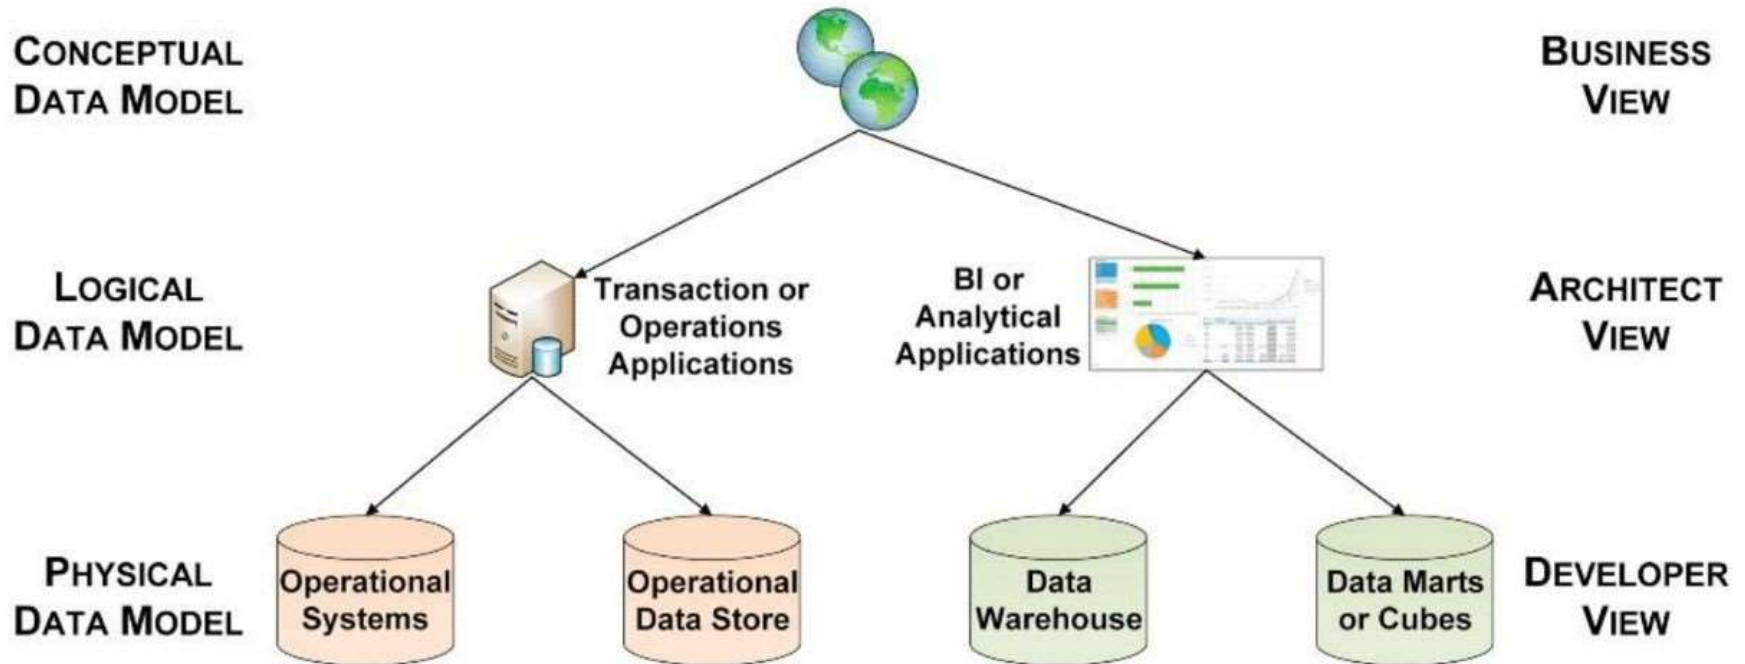 CONCEPTUAL
DATA MODEL
BUSINESS
VIEW
LOGICAL
DATA MODEL
Transaction or
Operations
Applications
BI or
Analytical
Applications
ARCHITECT
VIEW
PHYSICAL
DATA MODEL
Operational
Systems
Operational
Data Store
Data
Warehouse
Data Marts
or Cubes
DEVELOPER
VIEW